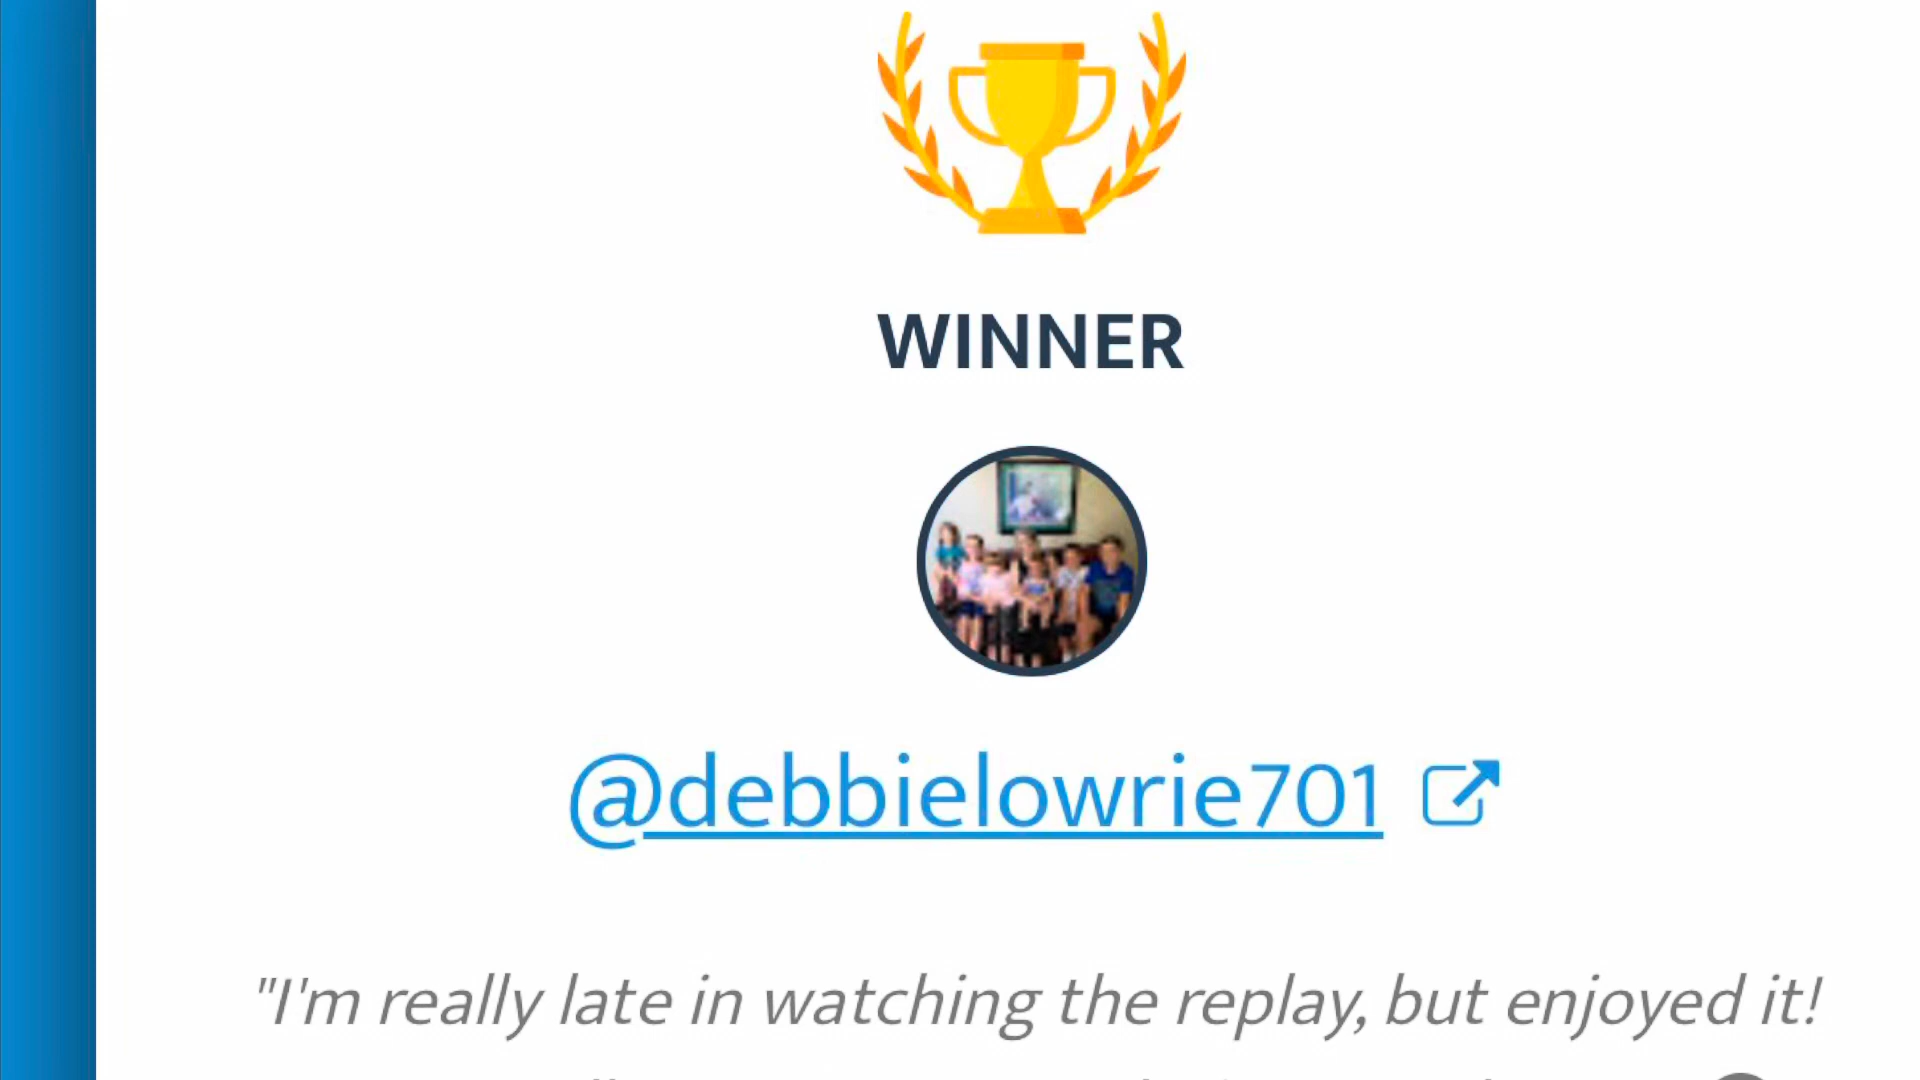 WINNER
@debbielowrie701
"I'm really late in watching the replay, but enjoyed it!